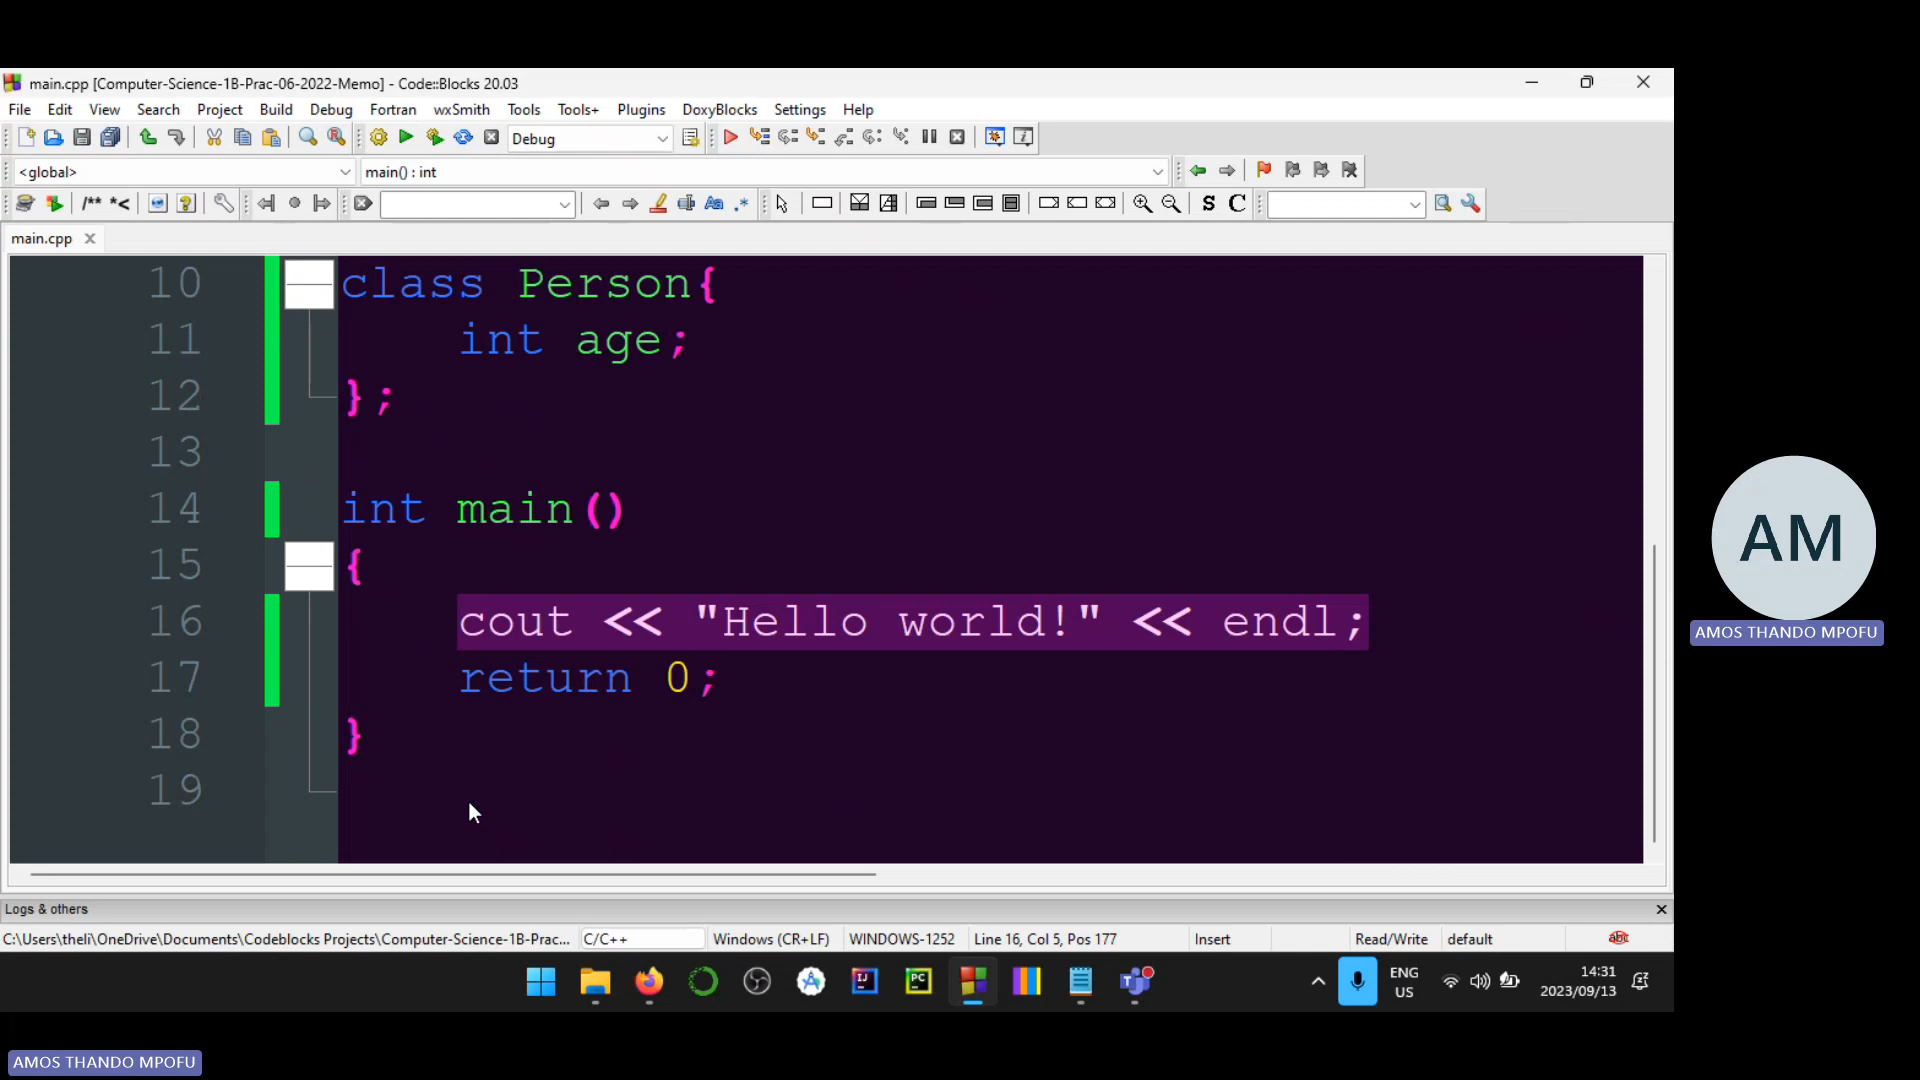 main.cpp [Computer-Science-1B-Prac-06-2022-Memo] - Code::Blocks 20.03
File Edit View Search Project Build Debug Fortran wxSmith Tools Tools+ Plugins DoxyBlocks Settings Help
Debug
<global> main() : int
/** *< Aa .* S C
main.cpp
10 class Person{
11 int age;
12 };
13
14 int main()
15 {
16 cout << "Hello world!" << endl;
17 return 0;
18 }
19
AM
AMOS THANDO MPOFU
Logs & others
C:\Users\theli\OneDrive\Documents\Codeblocks Projects\Computer-Science-1B-Prac... C/C++ Windows (CR+LF) WINDOWS-1252 Line 16, Col 5, Pos 177 Insert Read/Write default abc
IJ PC T ENG US 14:31 2023/09/13
AMOS THANDO MPOFU